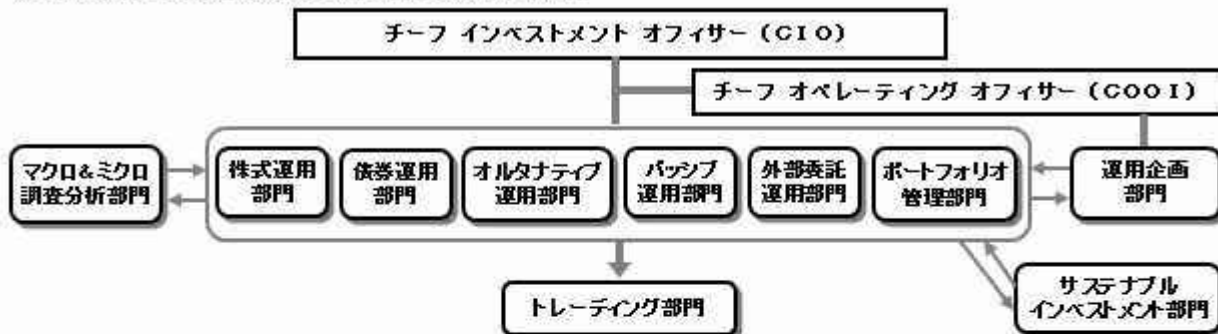 チーフ インベストメント オフィサー (CIO)
チーフ オペレーティング オフィサー (COO I)
マクロ&ミクロ
調査分析部門
株式運用
部門
債券運用
部門
オルタナティブ
運用部門
パッシブ
運用部門
外部委託
運用部門
ポートフォリオ
管理部門
運用企画
部門
トレーディング部門
サステナブル
インベストメント部門